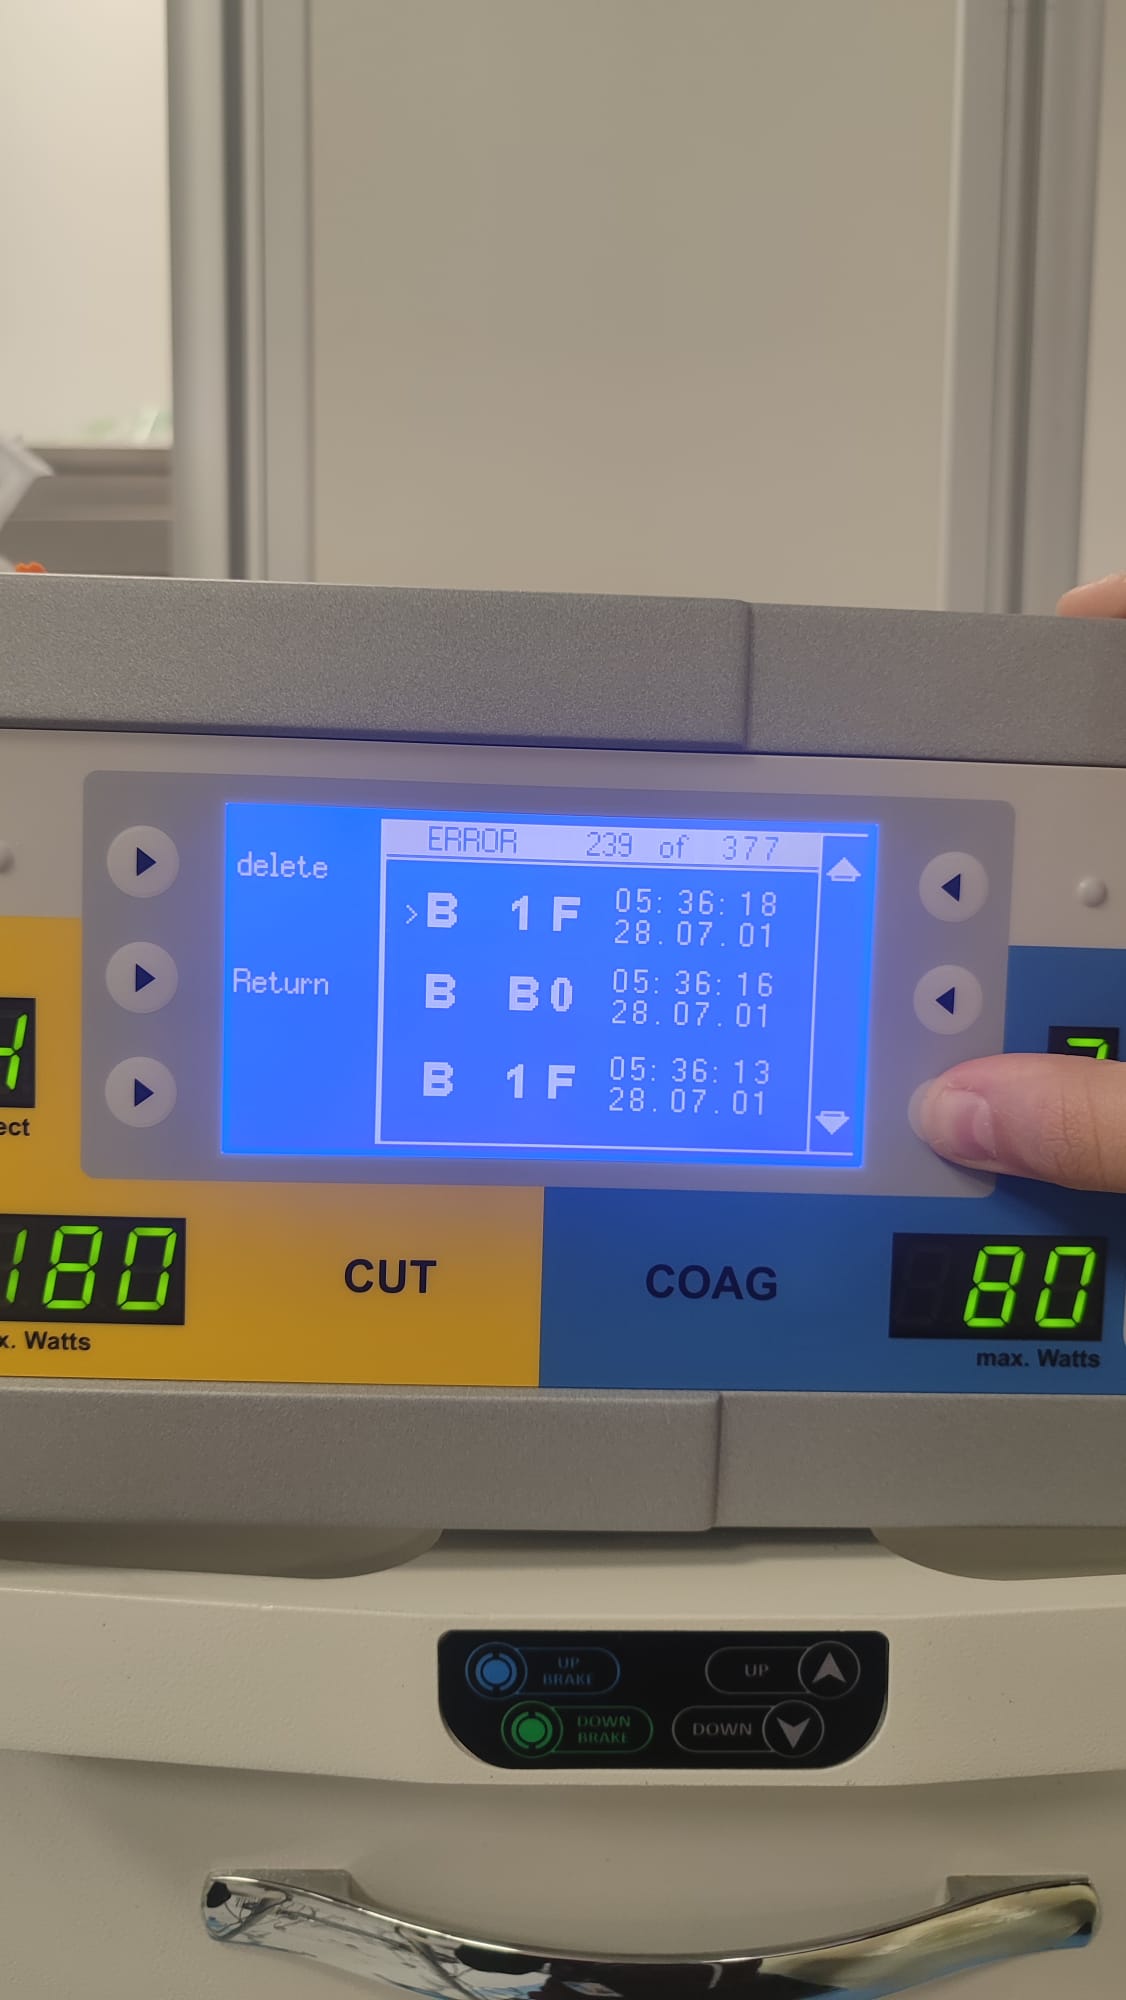 ERROR 239 of 377
delete
>B 1F 05:36:18
28.07.01
Return
B B0 05:36:16
28.07.01
B 1F 05:36:13
28.07.01
ect
180
CUT
COAG
80
x. Watts
max. Watts
UP BRAKE
UP
DOWN BRAKE
DOWN